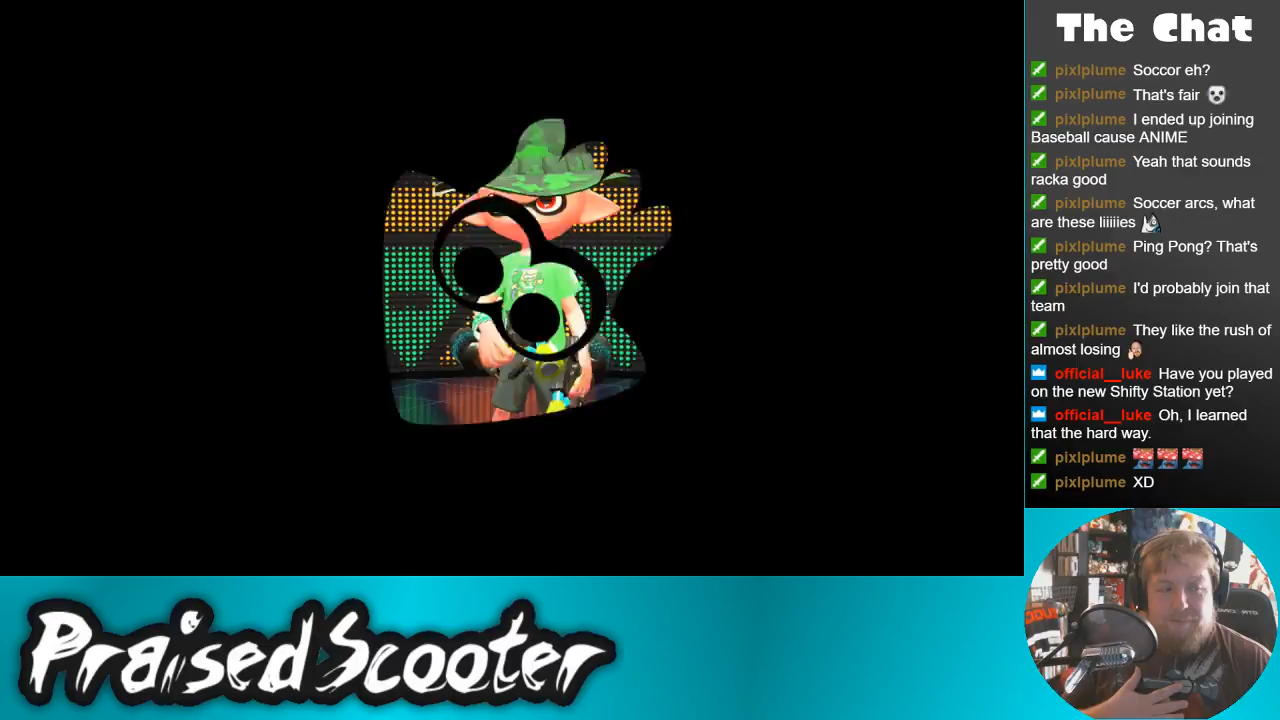 The Chat
pixlplume Soccor eh?
pixlplume That's fair
pixlplume I ended up joining
Baseball cause ANIME
pixlplume Yeah that sounds
racka good
pixlplume Soccer arcs, what
are these liiiiies
pixlplume Ping Pong? That's
pretty good
pixlplume I'd probably join that
team
pixlplume They like the rush of
almost losing
official__luke Have you played
on the new Shifty Station yet?
official__luke Oh, I learned
that the hard way.
pixlplume
pixlplume XD
PraisedScooter